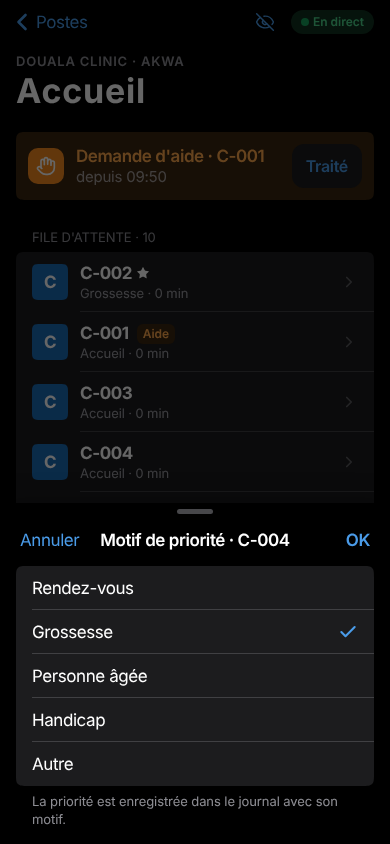 Postes
En direct
DOUALA CLINIC · AKWA
Accueil
Demande d'aide · C-001
depuis 09:50
Traité
FILE D'ATTENTE · 10
C
C-002
Grossesse · 0 min
C
C-001 Aide
Accueil · 0 min
C
C-003
Accueil · 0 min
C
C-004
Accueil · 0 min
Annuler
Motif de priorité · C-004
OK
Rendez-vous
Grossesse
Personne âgée
Handicap
Autre
La priorité est enregistrée dans le journal avec son
motif.